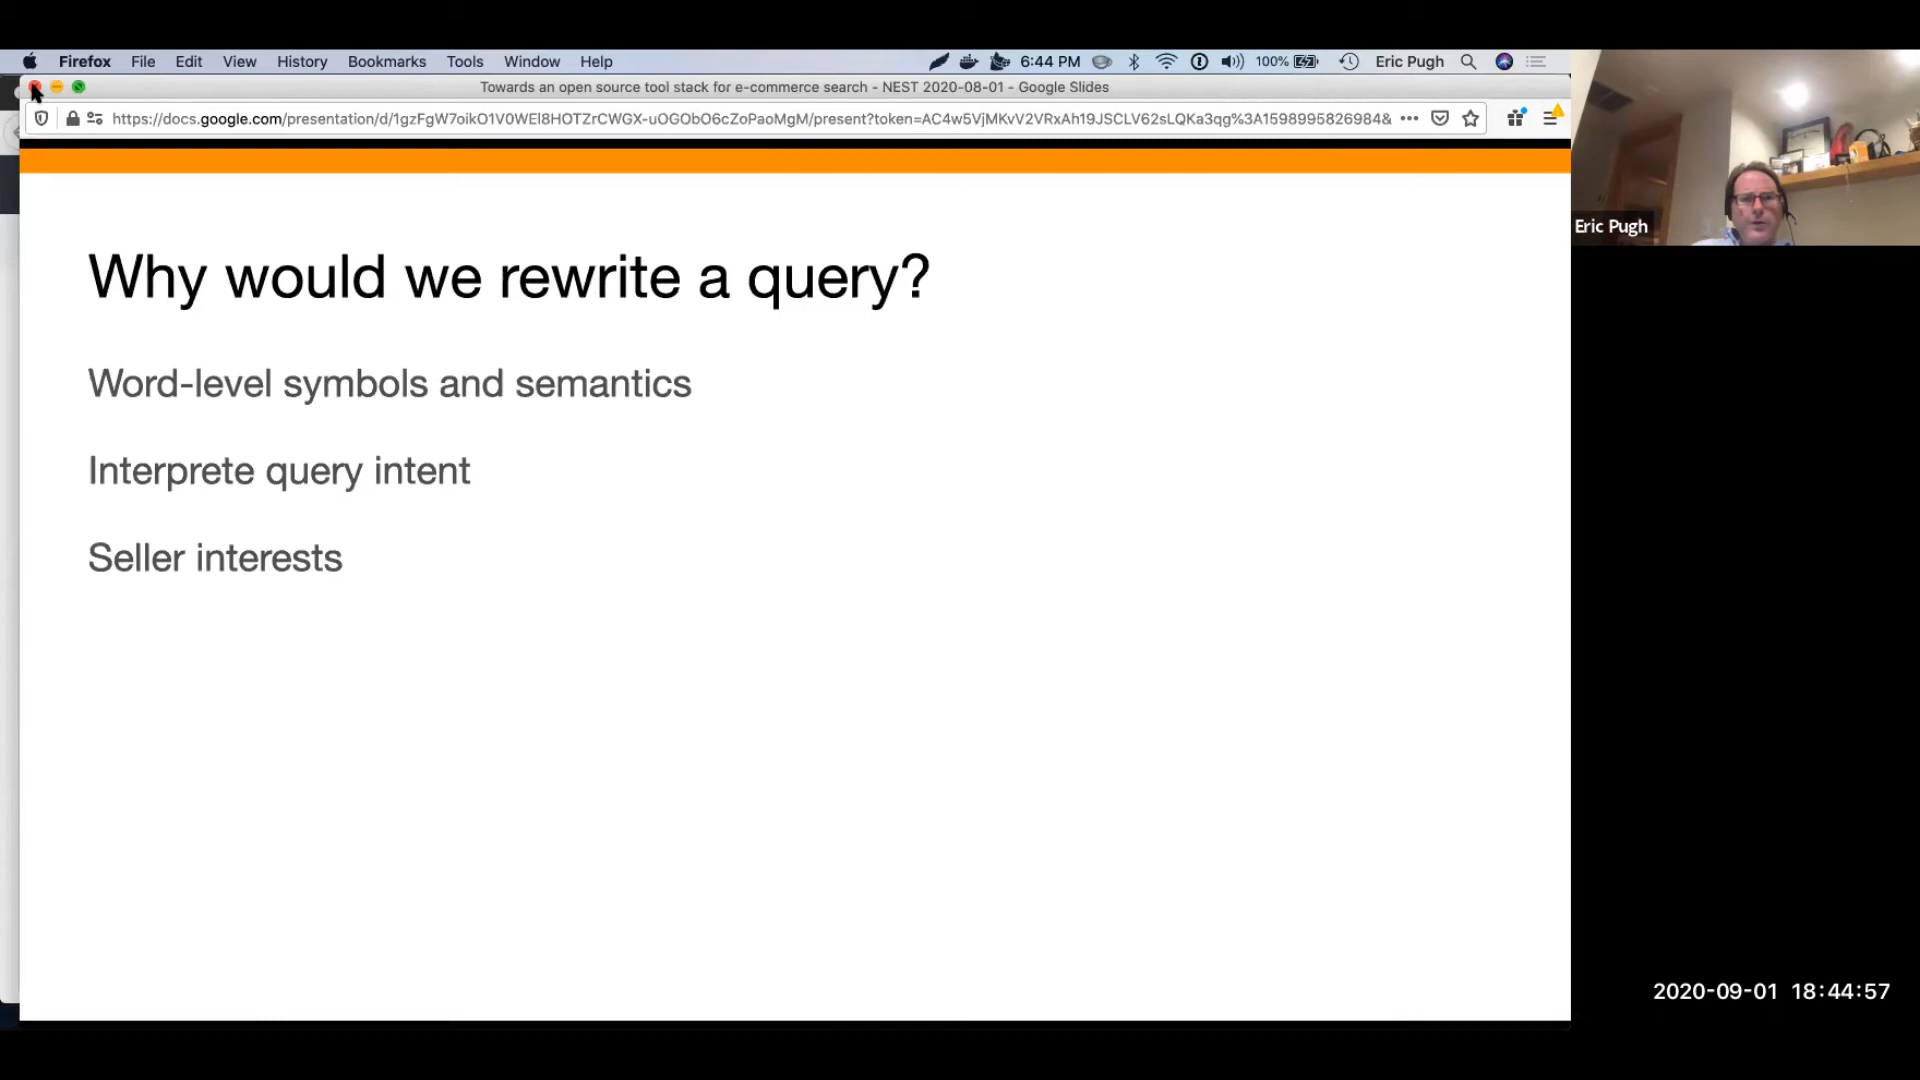 Firefox File Edit View History Bookmarks Tools Window Help 6:44 PM 100% Eric Pugh
Towards an open source tool stack for e-commerce search - NEST 2020-08-01 - Google Slides
https://docs.google.com/presentation/d/1gzFgW7oikO1V0WEl8HOTZrCWGX-uOGObO6cZoPaoMgM/present?token=AC4w5VjMKvV2VRxAh19JSCLV62sLQKa3qg%3A1598995826984&
Eric Pugh
Why would we rewrite a query?
Word-level symbols and semantics
Interprete query intent
Seller interests
2020-09-01 18:44:57